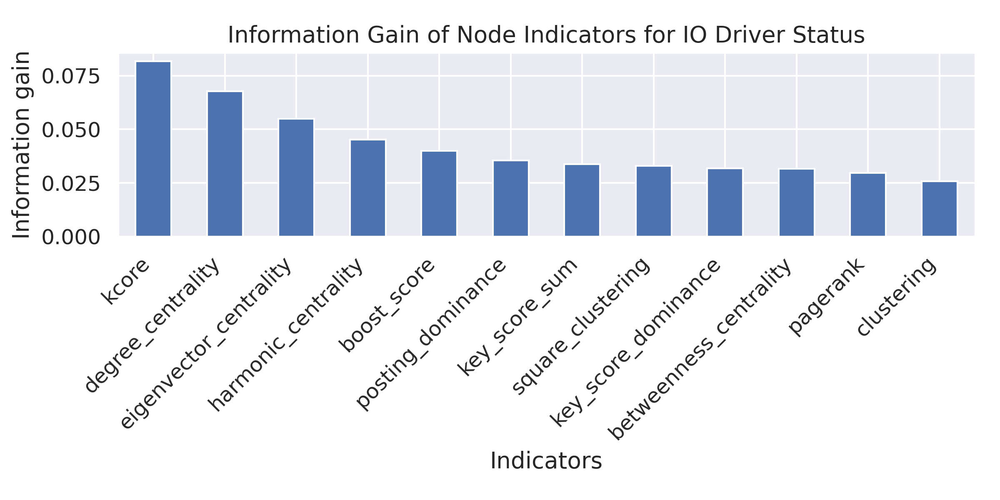 Information Gain of Node Indicators for IO Driver Status
Information gain
0.075
0.050
0.025
0.000
kcore
degree_centrality
eigenvector_centrality
harmonic_centrality
boost_score
posting_dominance
key_score_sum
square_clustering
key_score_dominance
betweenness_centrality
pagerank
clustering
Indicators